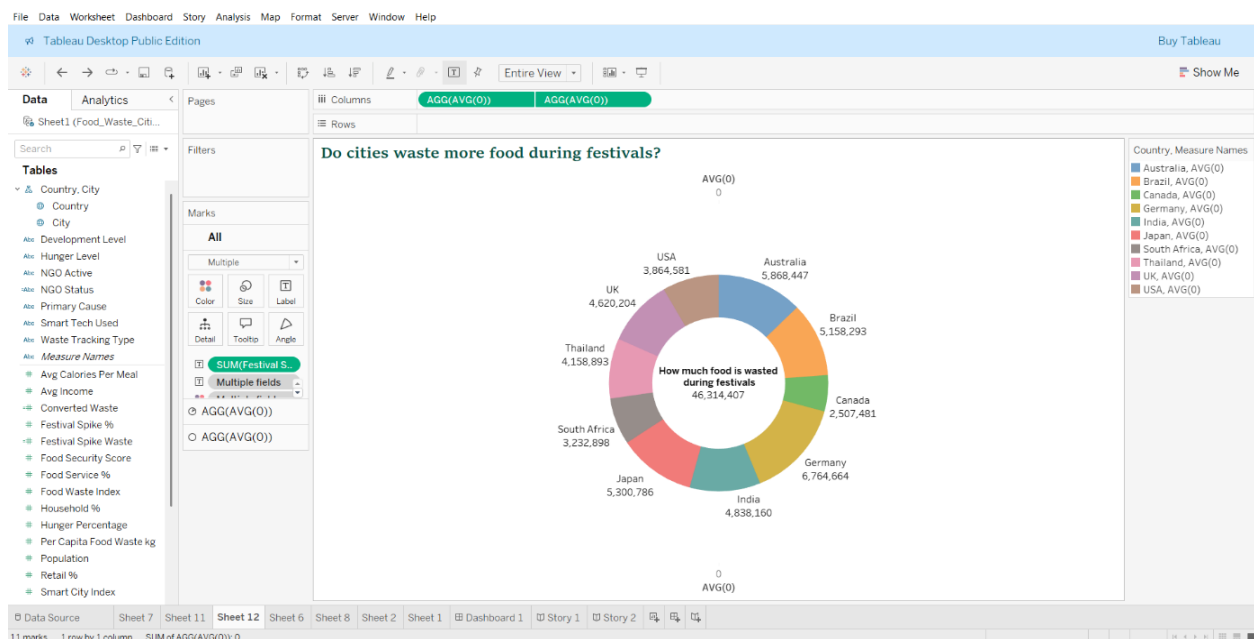 File Data Worksheet Dashboard Story Analysis Map Format Server Window Help
Tableau Desktop Public Edition
Buy Tableau
Entire View
Show Me
Data Analytics
Sheet1 (Food_Waste_Citi...
Search
Tables
Country, City
Country
City
Abc Development Level
Abc Hunger Level
Abc NGO Active
=Abc NGO Status
Abc Primary Cause
Abc Smart Tech Used
Abc Waste Tracking Type
Abc Measure Names
# Avg Calories Per Meal
# Avg Income
=# Converted Waste
# Festival Spike %
=# Festival Spike Waste
# Food Security Score
# Food Service %
# Food Waste Index
# Household %
# Hunger Percentage
# Per Capita Food Waste kg
# Population
# Retail %
# Smart City Index
Pages
Filters
Marks
All
Multiple
Color Size Label
Detail Tooltip Angle
T SUM(Festival S..
T Multiple fields
AGG(AVG(0))
AGG(AVG(0))
iii Columns AGG(AVG(0)) AGG(AVG(0))
Rows
Do cities waste more food during festivals?
AVG(0)
0
USA
3,864,581
Australia
5,868,447
UK
4,620,204
Brazil
5,158,293
Thailand
4,158,893
How much food is wasted
during festivals
46,314,407
Canada
2,507,481
South Africa
3,232,898
Germany
6,764,664
Japan
5,300,786
India
4,838,160
0
AVG(0)
Country, Measure Names
Australia, AVG(0)
Brazil, AVG(0)
Canada, AVG(0)
Germany, AVG(0)
India, AVG(0)
Japan, AVG(0)
South Africa, AVG(0)
Thailand, AVG(0)
UK, AVG(0)
USA, AVG(0)
Data Source Sheet 7 Sheet 11 Sheet 12 Sheet 6 Sheet 8 Sheet 2 Sheet 1 Dashboard 1 Story 1 Story 2
11 marks 1 row by 1 column SUM of AGG(AVG(0)): 0